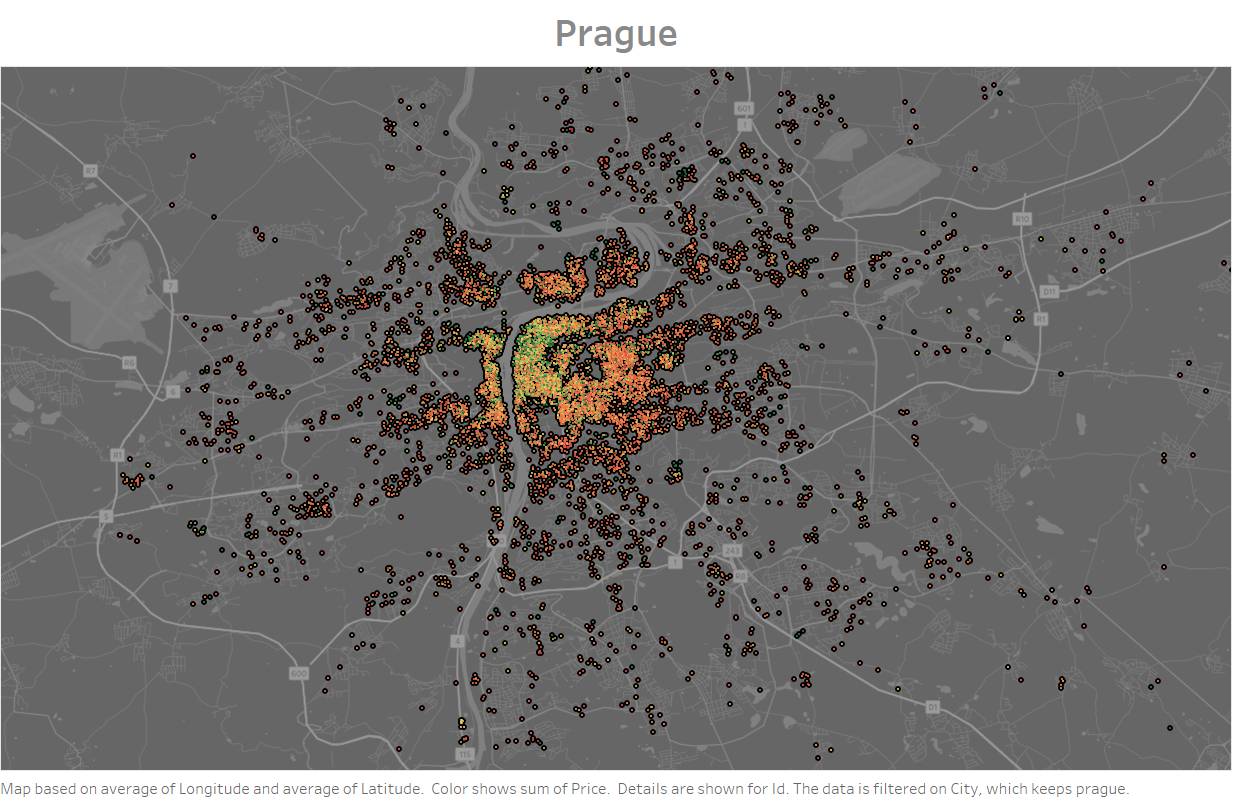 Prague
601
1
R7
R10
7
D11
R1
R6
6
R1
5
243
1
4
600
D1
115
Map based on average of Longitude and average of Latitude.  Color shows sum of Price.  Details are shown for Id. The data is filtered on City, which keeps prague.